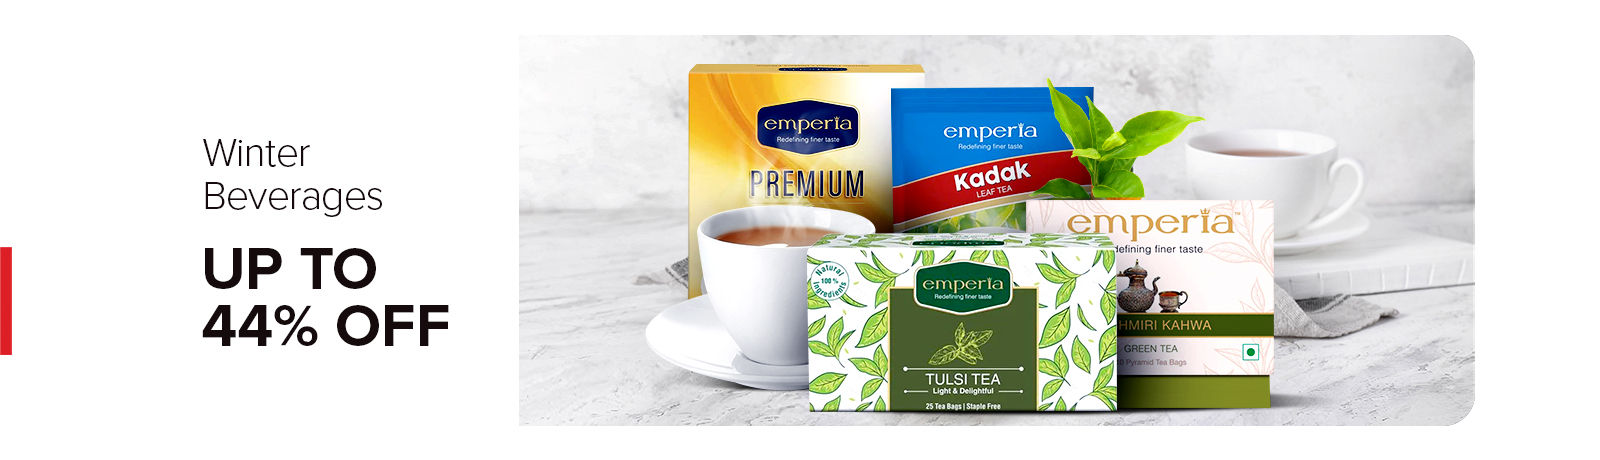 Winter
Beverages
UP TO
44% OFF
emperia
Redefining finer taste
PREMIUM
emperia
Redefining finer taste
Kadak
LEAF TEA
emperia™
defining finer taste
HMIRI KAHWA
GREEN TEA
Pyramid Tea Bags
Natural
100%
Ingredients
emperia
Redefining finer taste
TULSI TEA
Light & Delightful
25 Tea Bags | Staple Free